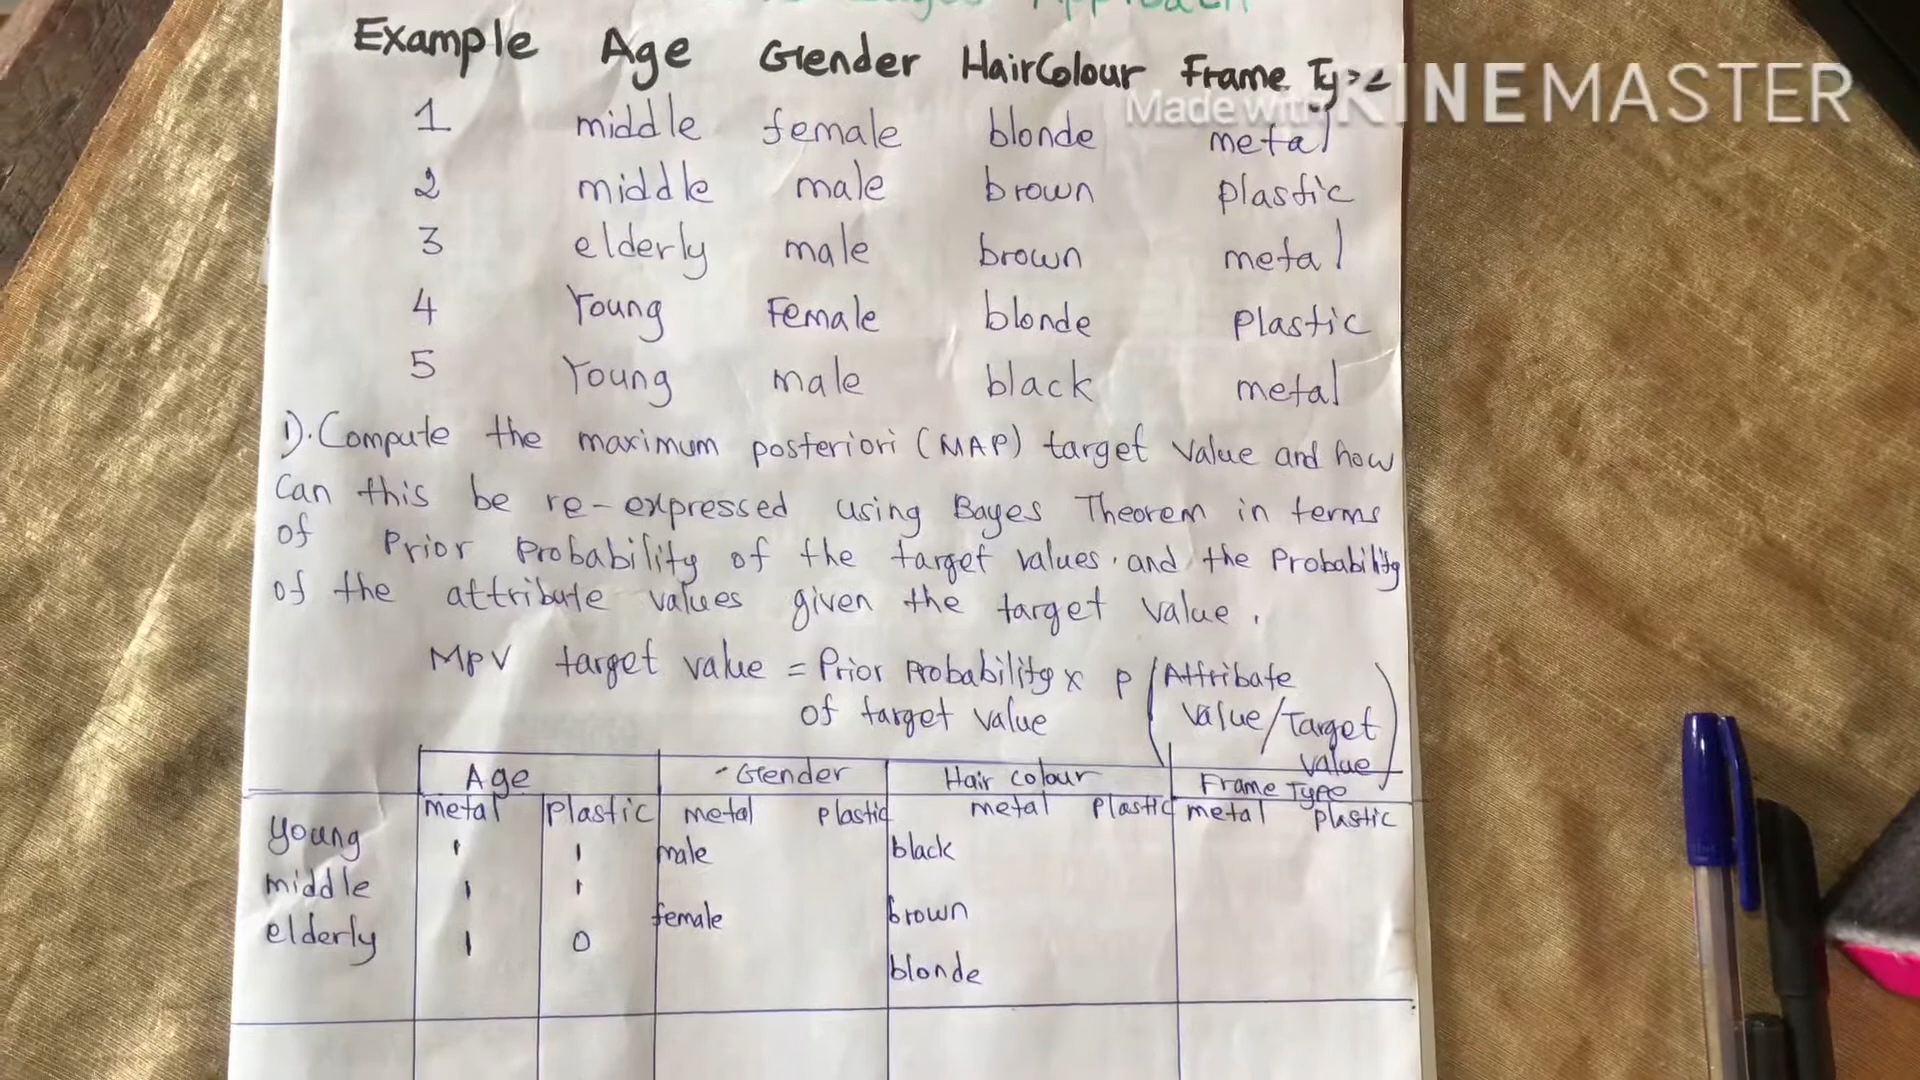 Example Age Gender HairColour Frame Type
Made with KINEMASTER
1 middle female blonde metal
2 middle male brown plastic
3 elderly male brown metal
4 Young Female blonde Plastic
5 Young male black metal
1). Compute the maximum posteriori (MAP) target value and how
can this be re-expressed using Bayes Theorem in terms
of Prior Probability of the target values. and the Probability
of the attribute values given the target value.
MPV target value = Prior Probability x P (Attribute
of target value Value/Target
Value)
Age Gender Hair colour Frame Type
metal Plastic metal plastic metal Plastic metal plastic
young 1 1 male black
middle 1 1
female brown
elderly 1 0
blonde